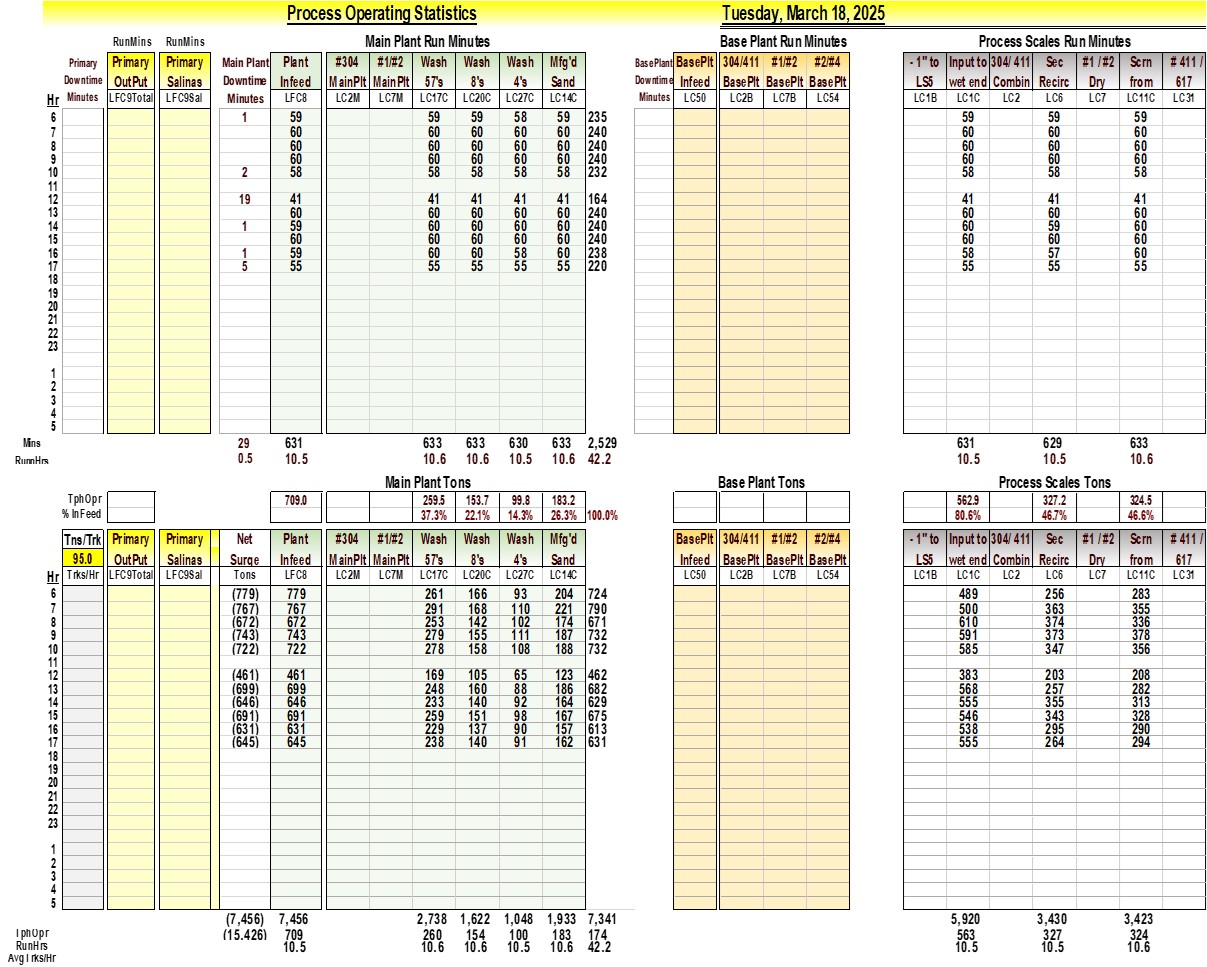 Process Operating Statistics Tuesday, March 18, 2025
RunMins RunMins Main Plant Run Minutes Base Plant Run Minutes Process Scales Run Minutes
Primary Primary Primary Main Plant Plant #304 #1/#2 Wash Wash Wash Mfg'd BasePlant BasePlt 304/411 #1/#2 #2/#4 - 1" to Input to 304/ 411 Sec #1 / #2 Scrn # 411 /
Downtime OutPut Salinas Downtime Infeed MainPlt MainPlt 57's 8's 4's Sand Downtime Infeed BasePlt BasePlt BasePlt LS5 wet end Combin Recirc Dry from 617
Hr Minutes LFC9Total LFC9Sal Minutes LFC8 LC2M LC7M LC17C LC20C LC27C LC14C Minutes LC50 LC2B LC7B LC54 LC1B LC1C LC2 LC6 LC7 LC11C LC31
6 1 59 59 59 58 59 235 59 59 59
7 60 60 60 60 60 240 60 60 60
8 60 60 60 60 60 240 60 60 60
9 60 60 60 60 60 240 60 60 60
10 2 58 58 58 58 58 232 58 58 58
11
12 19 41 41 41 41 41 164 41 41 41
13 60 60 60 60 60 240 60 60 60
14 1 59 60 60 60 60 240 60 59 60
15 60 60 60 60 60 240 60 60 60
16 1 59 60 60 58 60 238 58 57 60
17 5 55 55 55 55 55 220 55 55 55
18
19
20
21
22
23
1
2
3
4
5
Mins 29 631 633 633 630 633 2,529 631 629 633
RunnHrs 0.5 10.5 10.6 10.6 10.5 10.6 42.2 10.5 10.5 10.6
Main Plant Tons Base Plant Tons Process Scales Tons
TphOpr 709.0 259.5 153.7 99.8 183.2 562.9 327.2 324.5
% InFeed 37.3% 22.1% 14.3% 26.3% 100.0% 80.6% 46.7% 46.6%
Tns/Trk Primary Primary Net Plant #304 #1/#2 Wash Wash Wash Mfg'd BasePlt 304/411 #1/#2 #2/#4 - 1" to Input to 304/ 411 Sec #1 / #2 Scrn # 411 /
95.0 OutPut Salinas Surge Infeed MainPlt MainPlt 57's 8's 4's Sand Infeed BasePlt BasePlt BasePlt LS5 wet end Combin Recirc Dry from 617
Hr Trks/Hr LFC9Total LFC9Sal Tons LFC8 LC2M LC7M LC17C LC20C LC27C LC14C LC50 LC2B LC7B LC54 LC1B LC1C LC2 LC6 LC7 LC11C LC31
6 (779) 779 261 166 93 204 724 489 256 283
7 (767) 767 291 168 110 221 790 500 363 355
8 (672) 672 253 142 102 174 671 610 374 336
9 (743) 743 279 155 111 187 732 591 373 378
10 (722) 722 278 158 108 188 732 585 347 356
11
12 (461) 461 169 105 65 123 462 383 203 208
13 (699) 699 248 160 88 186 682 568 257 282
14 (646) 646 233 140 92 164 629 555 355 313
15 (691) 691 259 151 98 167 675 546 343 328
16 (631) 631 229 137 90 157 613 538 295 290
17 (645) 645 238 140 91 162 631 555 264 294
18
19
20
21
22
23
1
2
3
4
5
(7,456) 7,456 2,738 1,622 1,048 1,933 7,341 5,920 3,430 3,423
TphOpr (15.426) 709 260 154 100 183 174 563 327 324
RunHrs 10.5 10.6 10.6 10.5 10.6 42.2 10.5 10.5 10.6
Avg Trks/Hr